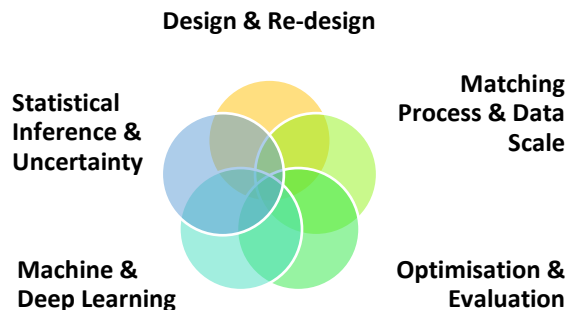 Design & Re-design
Statistical
Inference &
Uncertainty
Matching
Process & Data
Scale
Machine &
Deep Learning
Optimisation &
Evaluation